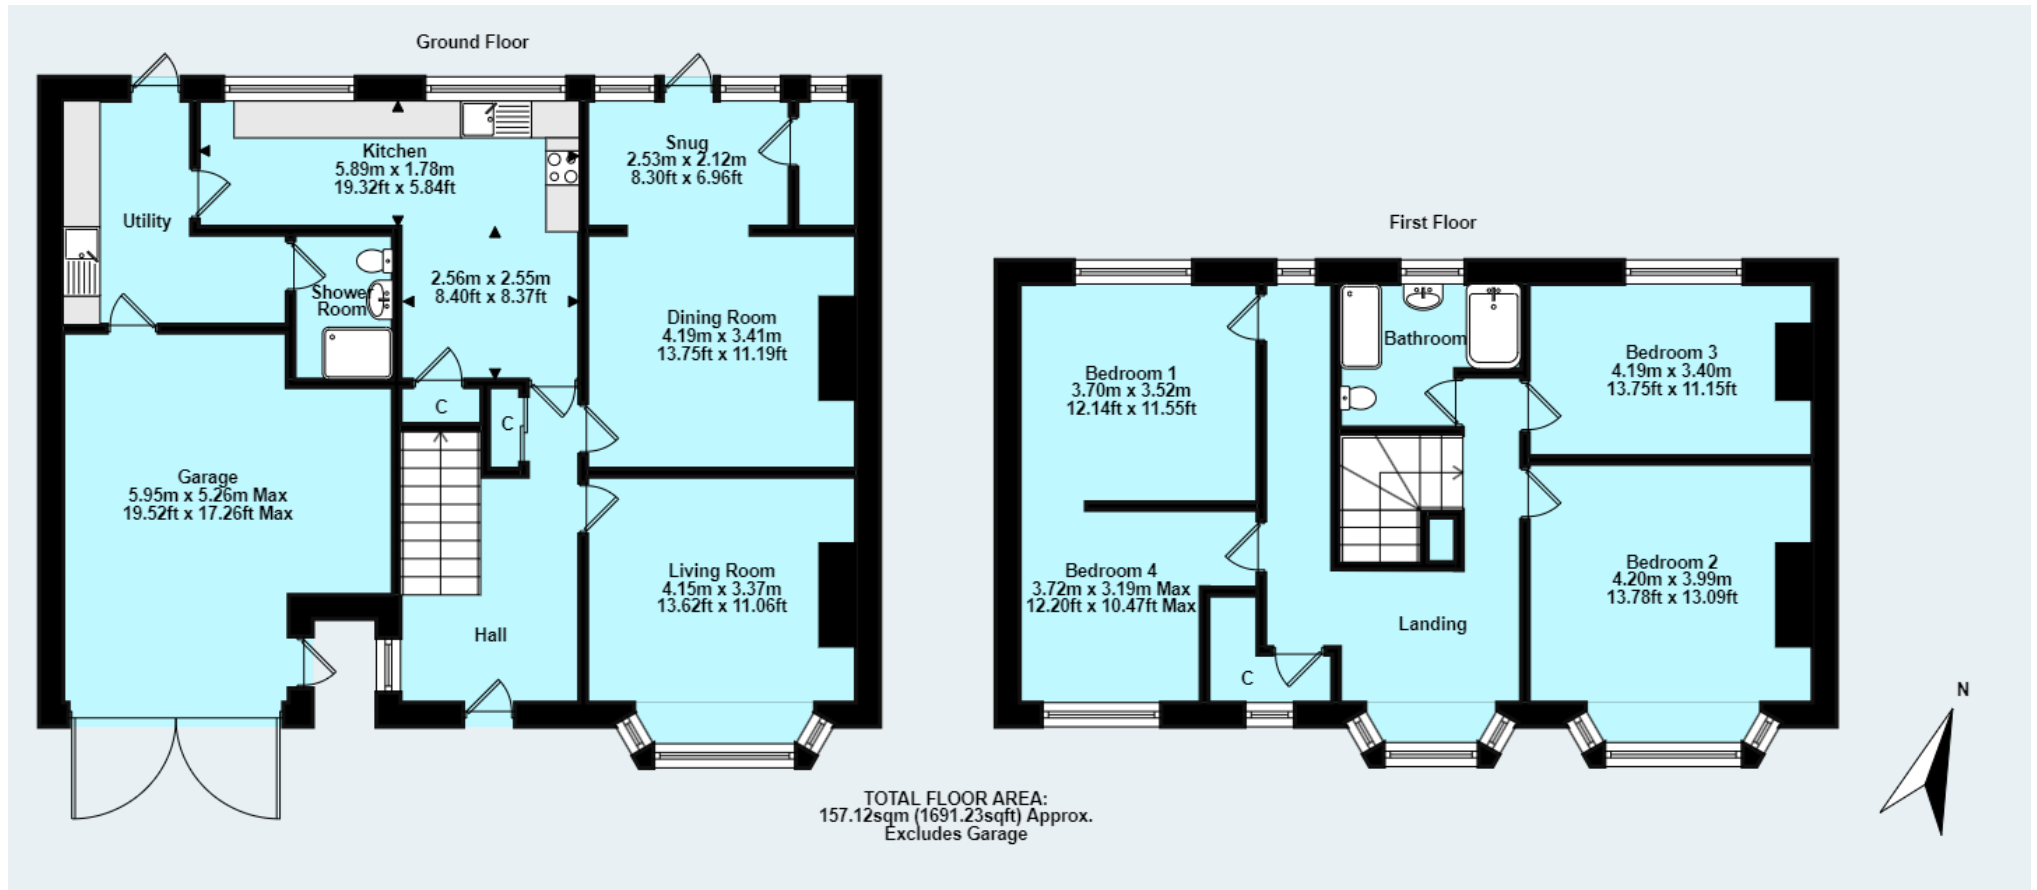 Ground Floor
Kitchen
5.89m x 1.78m
19.32ft x 5.84ft
Snug
2.53m x 2.12m
8.30ft x 6.96ft
Utility
2.56m x 2.55m
8.40ft x 8.37ft
Shower
Room
Dining Room
4.19m x 3.41m
13.75ft x 11.19ft
C
C
Garage
5.95m x 5.26m Max
19.52ft x 17.26ft Max
Living Room
4.15m x 3.37m
13.62ft x 11.06ft
Hall
First Floor
Bathroom
Bedroom 3
4.19m x 3.40m
13.75ft x 11.15ft
Bedroom 1
3.70m x 3.52m
12.14ft x 11.55ft
Bedroom 4
3.72m x 3.19m Max
12.20ft x 10.47ft Max
Bedroom 2
4.20m x 3.99m
13.78ft x 13.09ft
Landing
C
N
TOTAL FLOOR AREA:
157.12sqm (1691.23sqft) Approx.
Excludes Garage